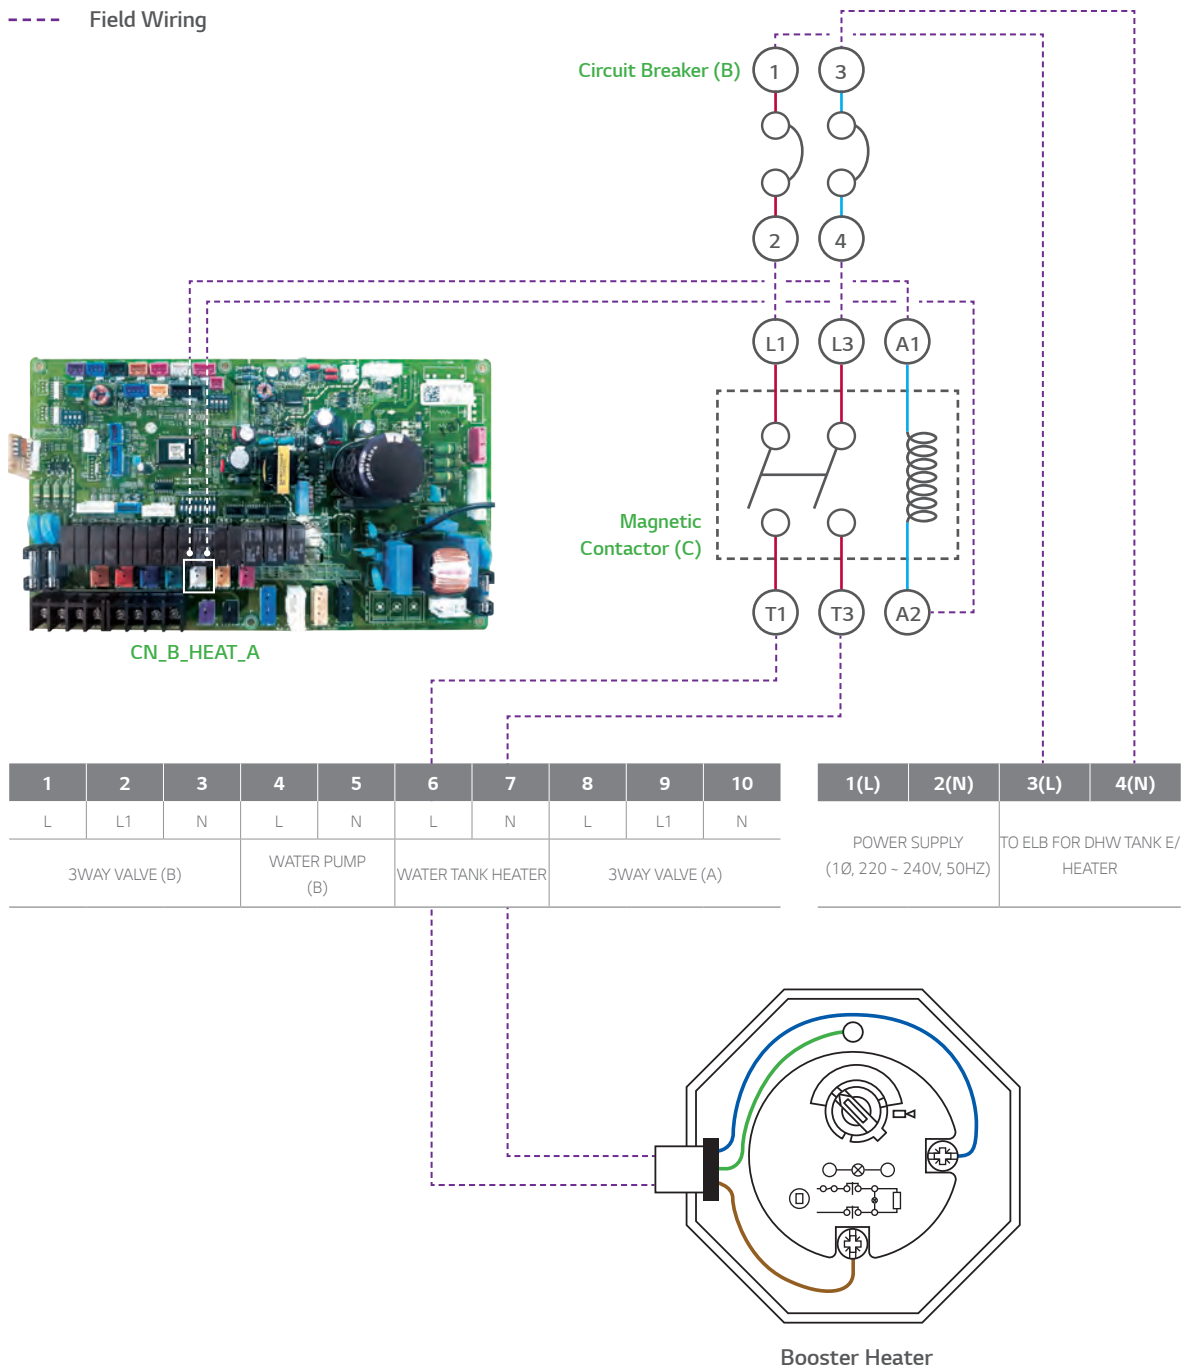 Field Wiring
Circuit Breaker (B)
1 3
2 4
L1 L3 A1
Magnetic
Contactor (C)
T1 T3 A2
CN_B_HEAT_A
1 2 3 4 5 6 7 8 9 10
L L1 N L N L N L L1 N
3WAY VALVE (B)
WATER PUMP
(B)
WATER TANK HEATER
3WAY VALVE (A)
1(L) 2(N) 3(L) 4(N)
POWER SUPPLY
(1Ø, 220 ~ 240V, 50HZ)
TO ELB FOR DHW TANK E/
HEATER
Booster Heater